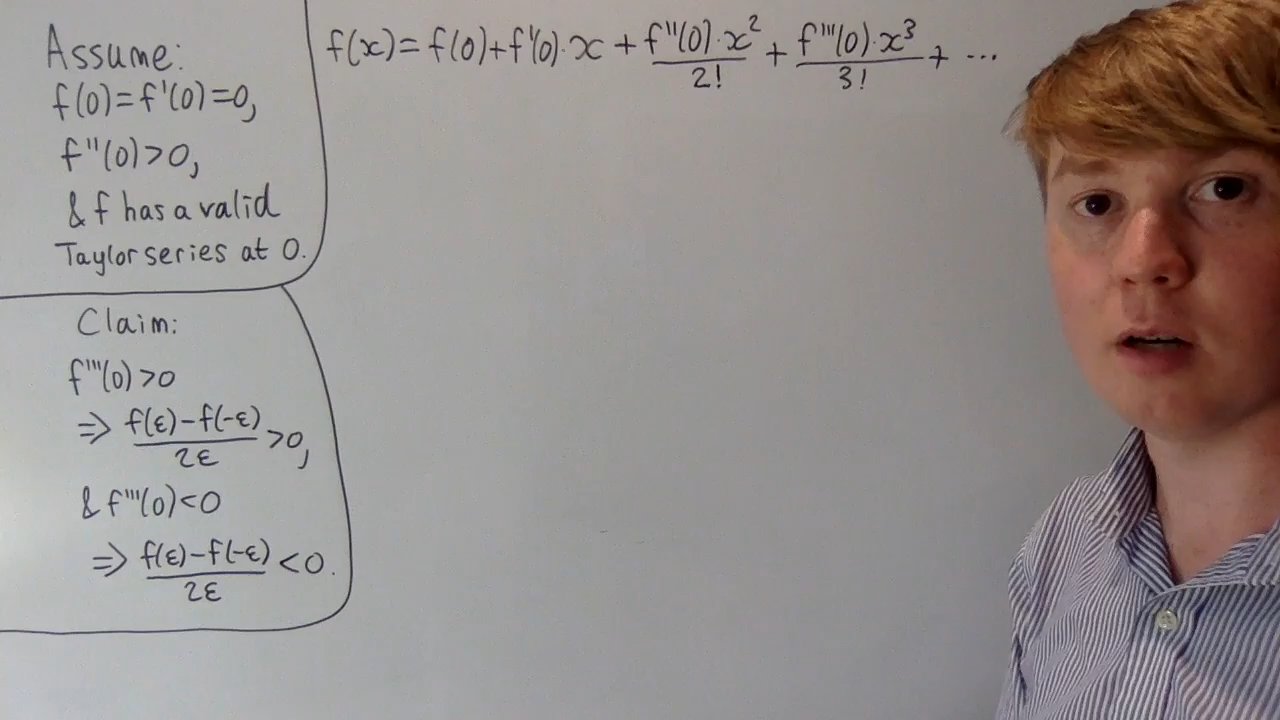 Assume:
f(0)=f'(0)=0,
f''(0)>0,
& f has a valid
Taylor series at 0.
Claim:
f'''(0)>0
⇒ f(ε)-f(-ε)/2ε >0,
& f'''(0)<0
⇒ f(ε)-f(-ε)/2ε <0.
f(x)=f(0)+f'(0)·x+f''(0)·x²/2!+f'''(0)·x³/3!+ ...